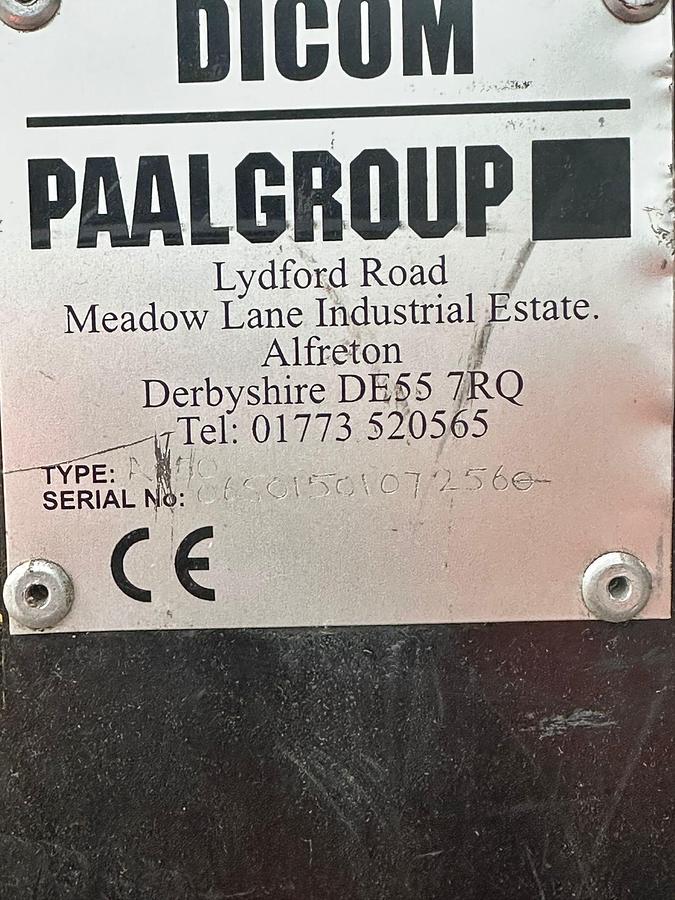 DICOM
PAALGROUP
Lydford Road
Meadow Lane Industrial Estate.
Alfreton
Derbyshire DE55 7RQ
Tel: 01773 520565
TYPE:
SERIAL No:
CE